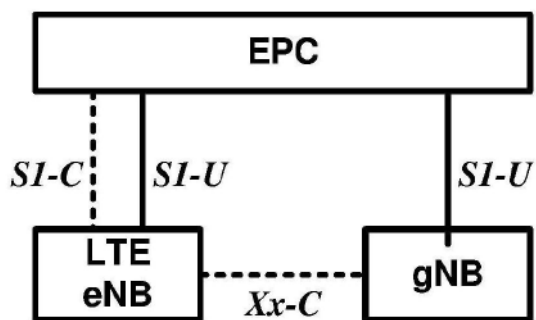 EPC
S1-C
S1-U
S1-U
LTE
eNB
gNB
Xx-C